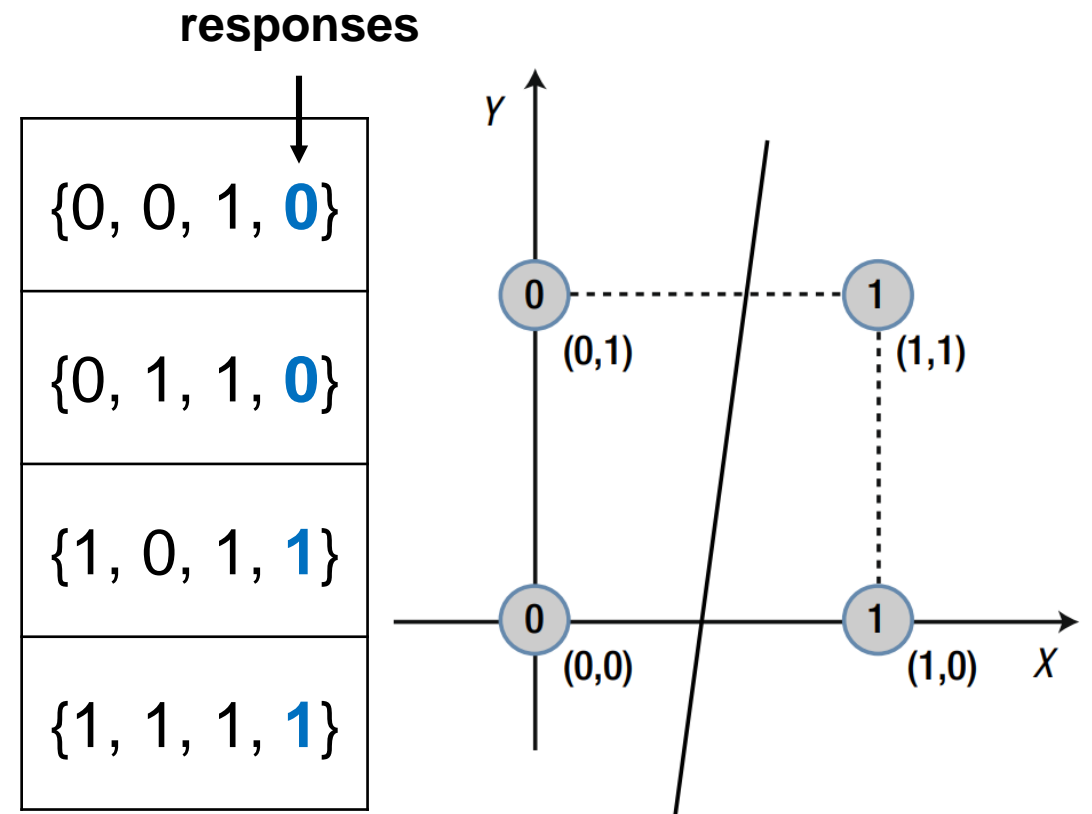 responses
{0, 0, 1, 0}
{0, 1, 1, 0}
{1, 0, 1, 1}
{1, 1, 1, 1}
Y
0
1
(0,1)
(1,1)
0
1
(0,0)
(1,0)
X